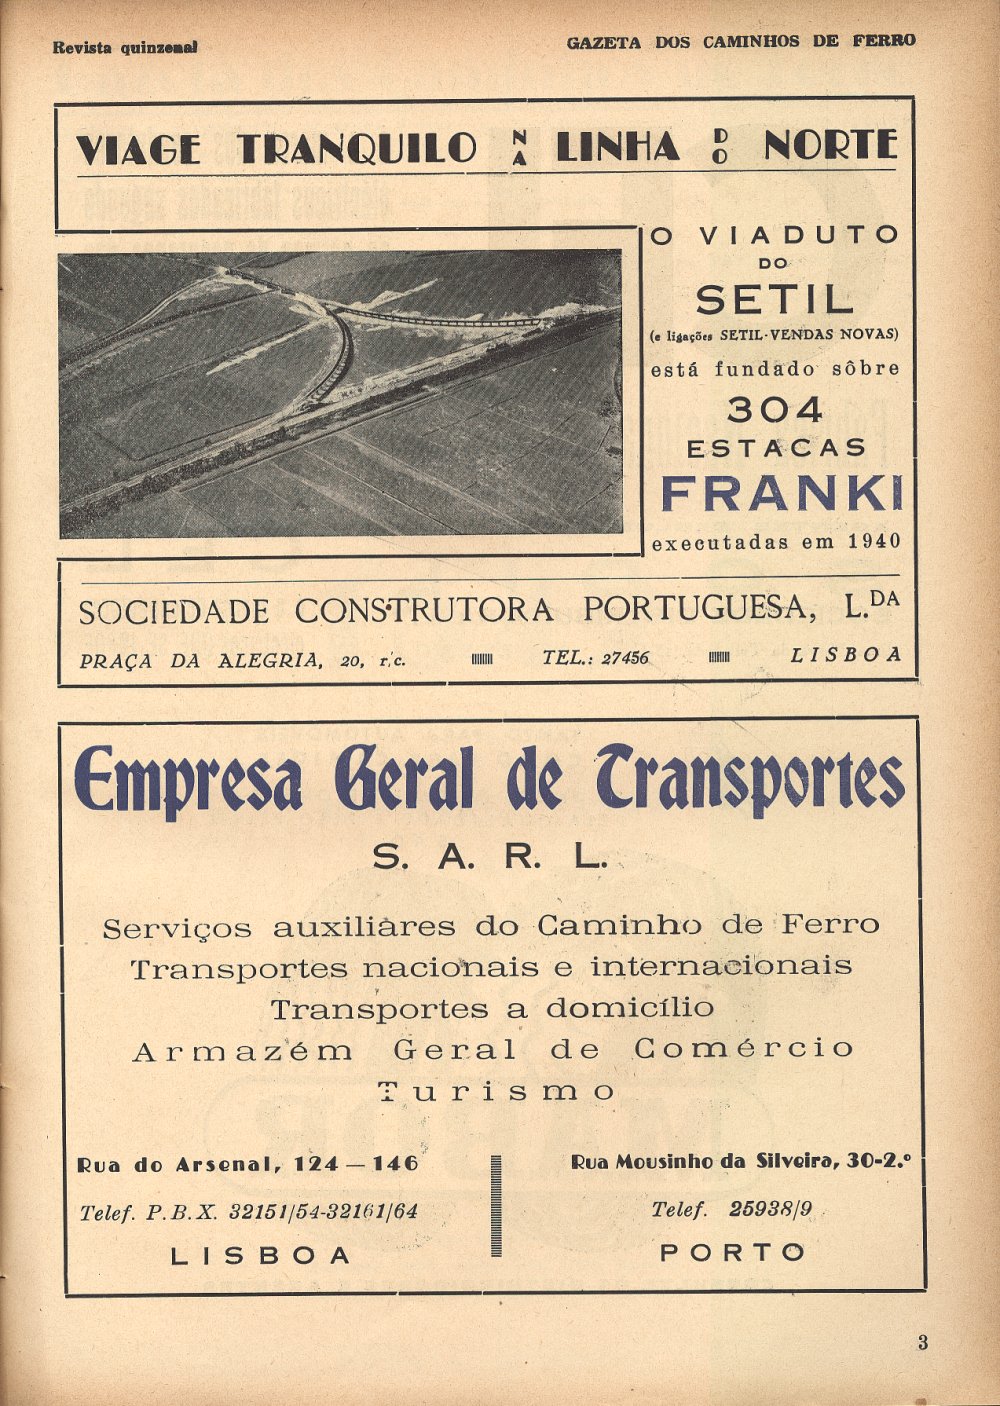 Revista quinzenal
GAZETA DOS CAMINHOS DE FERRO
VIAGE TRANQUILO NA LINHA DO NORTE
O VIADUTO
DO
SETIL
(e ligações SETIL-VENDAS NOVAS)
está fundado sôbre
304
ESTACAS
FRANKI
executadas em 1940
SOCIEDADE CONSTRUTORA PORTUGUESA, L.DA
PRAÇA DA ALEGRIA, 20, r/c. TEL.: 27456 LISBOA
Empresa Geral de Transportes
S. A. R. L.
Serviços auxiliares do Caminho de Ferro
Transportes nacionais e internacionais
Transportes a domicílio
Armazém Geral de Comércio
Turismo
Rua do Arsenal, 124 — 146
Telef. P.B.X. 32151/54-32161/64
LISBOA
Rua Mousinho da Silveira, 30-2.º
Telef. 25938/9
PORTO
3